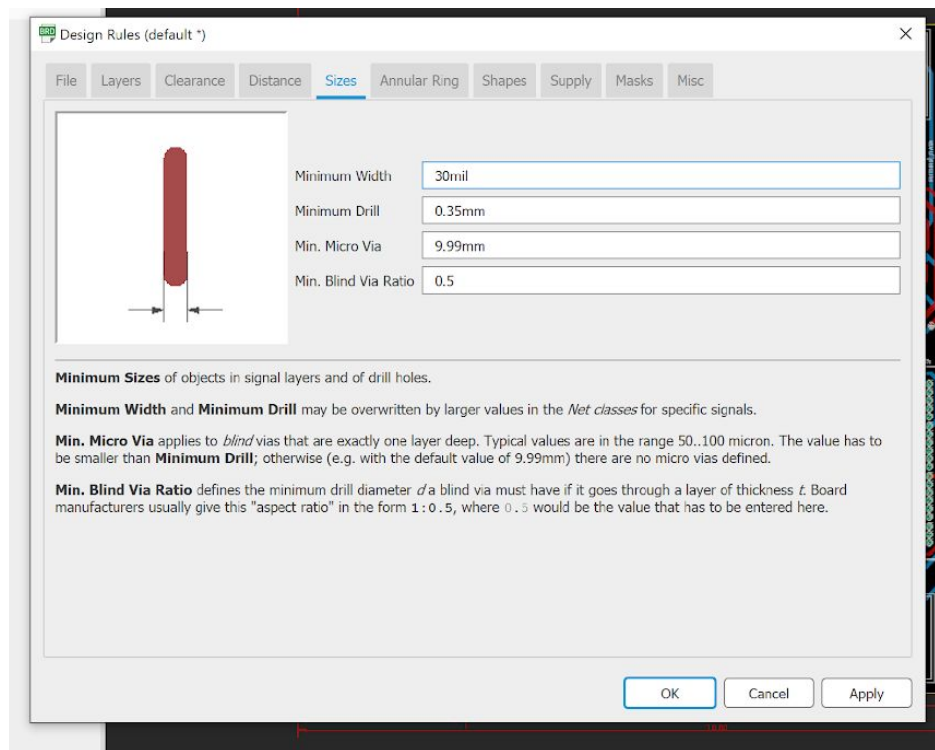 BRD
Design Rules (default *)
File Layers Clearance Distance Sizes Annular Ring Shapes Supply Masks Misc
Minimum Width 30mil
Minimum Drill 0.35mm
Min. Micro Via 9.99mm
Min. Blind Via Ratio 0.5
Minimum Sizes of objects in signal layers and of drill holes.
Minimum Width and Minimum Drill may be overwritten by larger values in the Net classes for specific signals.
Min. Micro Via applies to blind vias that are exactly one layer deep. Typical values are in the range 50..100 micron. The value has to
be smaller than Minimum Drill; otherwise (e.g. with the default value of 9.99mm) there are no micro vias defined.
Min. Blind Via Ratio defines the minimum drill diameter d a blind via must have if it goes through a layer of thickness t. Board
manufacturers usually give this "aspect ratio" in the form 1:0.5, where 0.5 would be the value that has to be entered here.
OK Cancel Apply